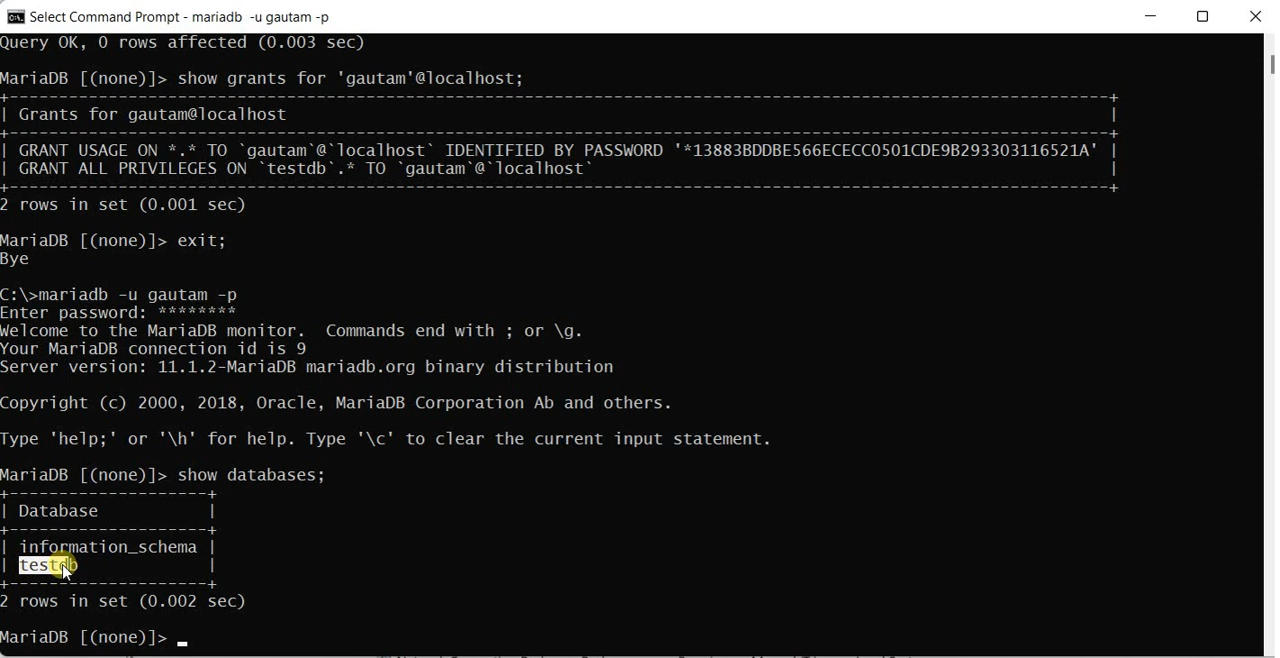 Select Command Prompt - mariadb -u gautam -p
Query OK, 0 rows affected (0.003 sec)
MariaDB [(none)]> show grants for 'gautam'@localhost;
+--------------------------------------------------------------------------------------------------------------+
| Grants for gautam@localhost |
+--------------------------------------------------------------------------------------------------------------+
| GRANT USAGE ON *.* TO `gautam`@`localhost` IDENTIFIED BY PASSWORD '*13883BDDBE566ECECC0501CDE9B293303116521A' |
| GRANT ALL PRIVILEGES ON `testdb`.* TO `gautam`@`localhost` |
+--------------------------------------------------------------------------------------------------------------+
2 rows in set (0.001 sec)
MariaDB [(none)]> exit;
Bye
C:\>mariadb -u gautam -p
Enter password: ********
Welcome to the MariaDB monitor.  Commands end with ; or \g.
Your MariaDB connection id is 9
Server version: 11.1.2-MariaDB mariadb.org binary distribution
Copyright (c) 2000, 2018, Oracle, MariaDB Corporation Ab and others.
Type 'help;' or '\h' for help. Type '\c' to clear the current input statement.
MariaDB [(none)]> show databases;
+--------------------+
| Database           |
+--------------------+
| information_schema |
| testdb             |
+--------------------+
2 rows in set (0.002 sec)
MariaDB [(none)]>